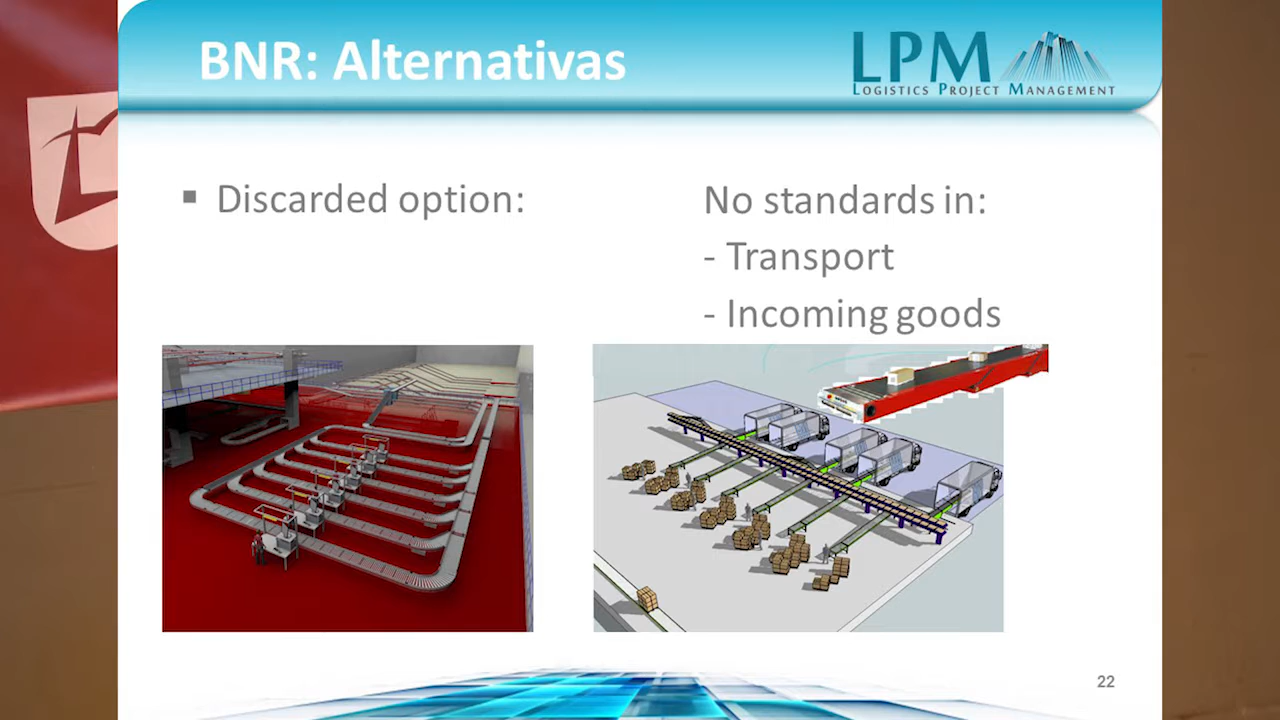 BNR: Alternativas
LPM
LOGISTICS PROJECT MANAGEMENT
▪ Discarded option:
No standards in:
- Transport
- Incoming goods
22